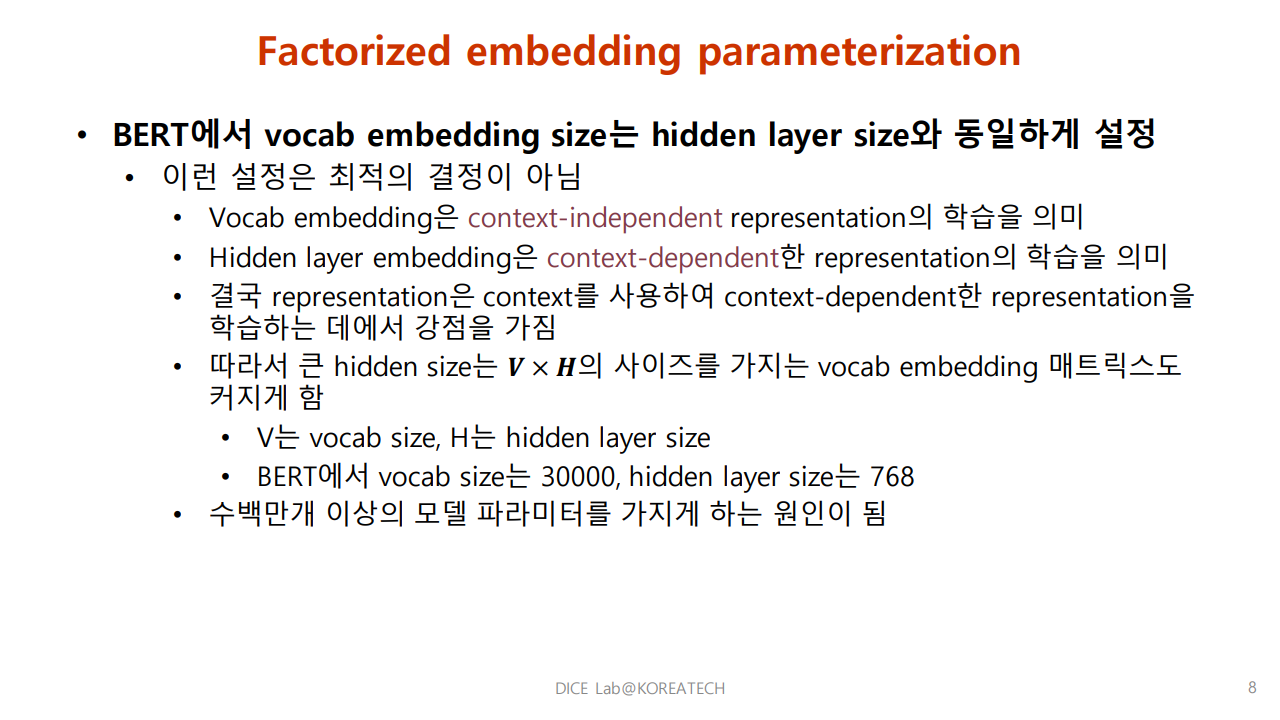 Factorized embedding parameterization
• BERT에서 vocab embedding size는 hidden layer size와 동일하게 설정
• 이런 설정은 최적의 결정이 아님
• Vocab embedding은 context-independent representation의 학습을 의미
• Hidden layer embedding은 context-dependent한 representation의 학습을 의미
• 결국 representation은 context를 사용하여 context-dependent한 representation을
학습하는 데에서 강점을 가짐
• 따라서 큰 hidden size는 V × H의 사이즈를 가지는 vocab embedding 매트릭스도
커지게 함
• V는 vocab size, H는 hidden layer size
• BERT에서 vocab size는 30000, hidden layer size는 768
• 수백만개 이상의 모델 파라미터를 가지게 하는 원인이 됨
DICE Lab@KOREATECH
8